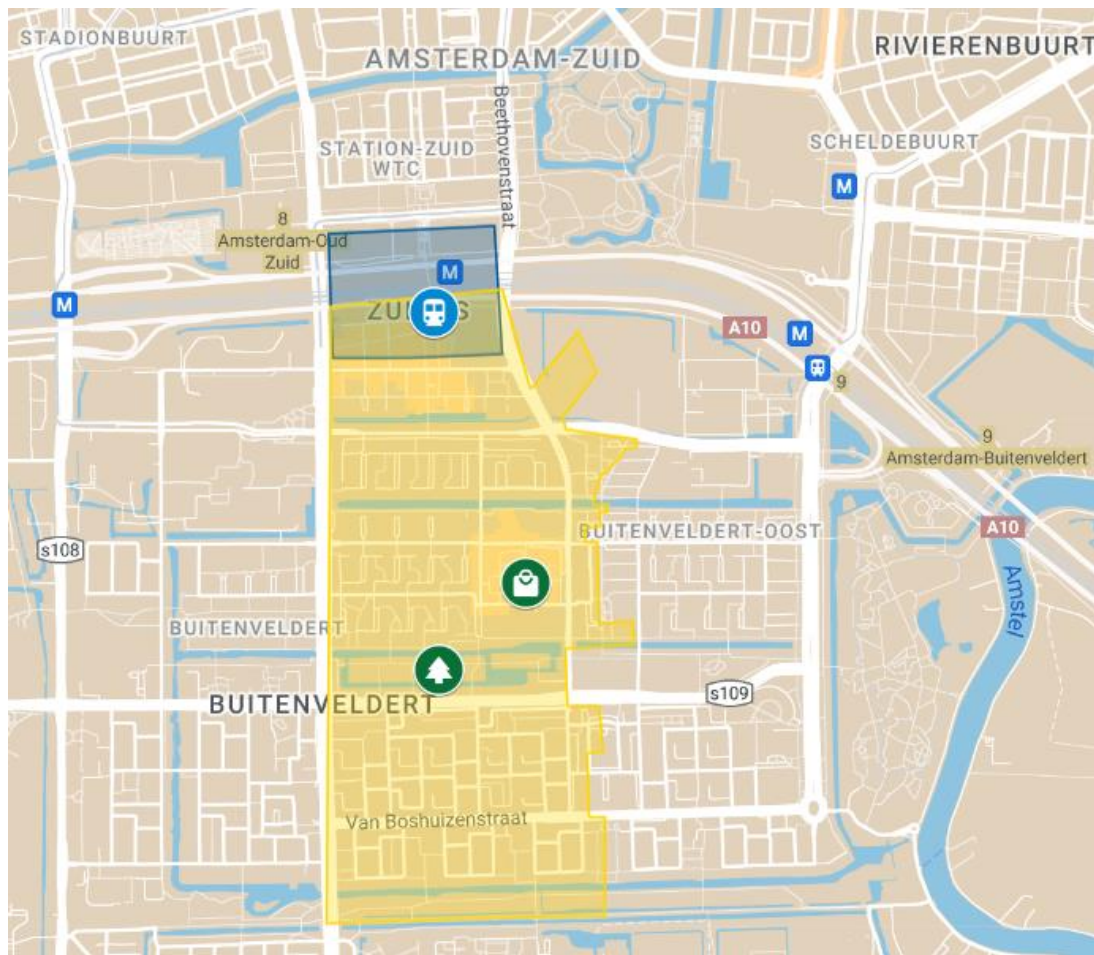 STADIONBUURT
AMSTERDAM-ZUID
RIVIERENBUURT
Beethovenstraat
STATION-ZUID
WTC
SCHELDEBUURT
M
8
Amsterdam-Oud
Zuid
M
M
A10
M
9
9
Amsterdam-Buitenveldert
A10
s108
BUITENVELDERT-OOST
Amstel
BUITENVELDERT
s109
BUITENVELDERT
Van Boshuizenstraat